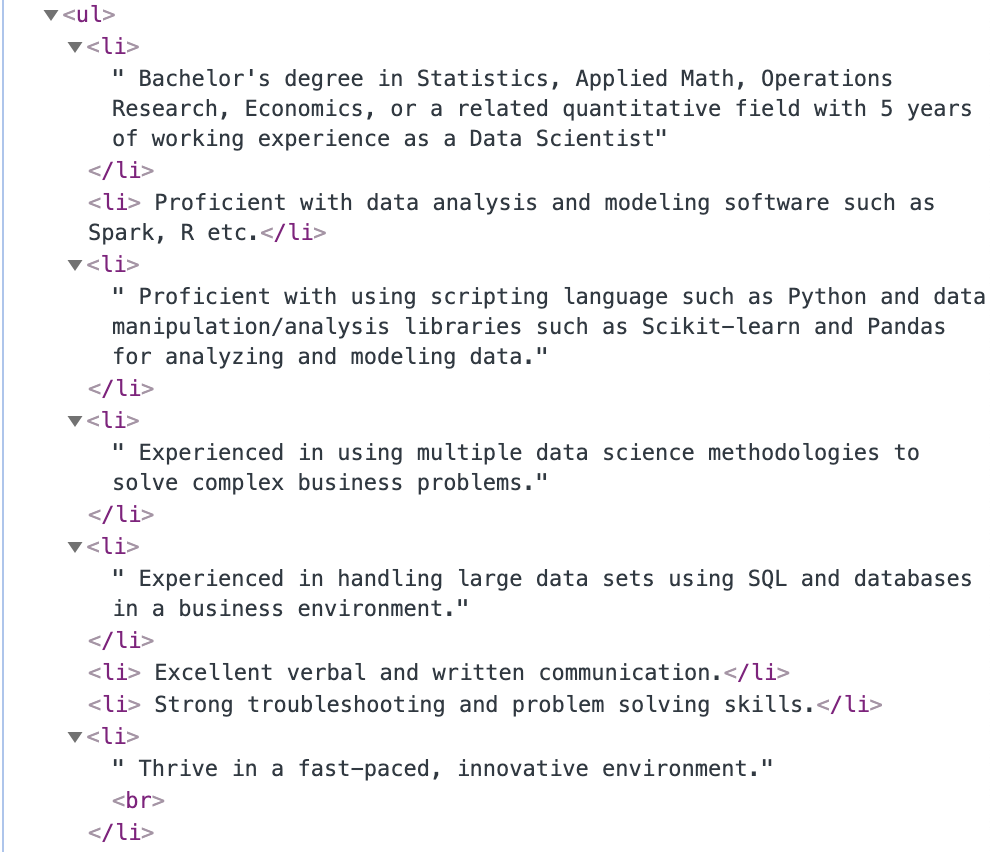 ▼<ul>
▼<li>
" Bachelor's degree in Statistics, Applied Math, Operations
Research, Economics, or a related quantitative field with 5 years
of working experience as a Data Scientist"
</li>
<li> Proficient with data analysis and modeling software such as
Spark, R etc.</li>
▼<li>
" Proficient with using scripting language such as Python and data
manipulation/analysis libraries such as Scikit-learn and Pandas
for analyzing and modeling data."
</li>
▼<li>
" Experienced in using multiple data science methodologies to
solve complex business problems."
</li>
▼<li>
" Experienced in handling large data sets using SQL and databases
in a business environment."
</li>
<li> Excellent verbal and written communication.</li>
<li> Strong troubleshooting and problem solving skills.</li>
▼<li>
" Thrive in a fast-paced, innovative environment."
<br>
</li>